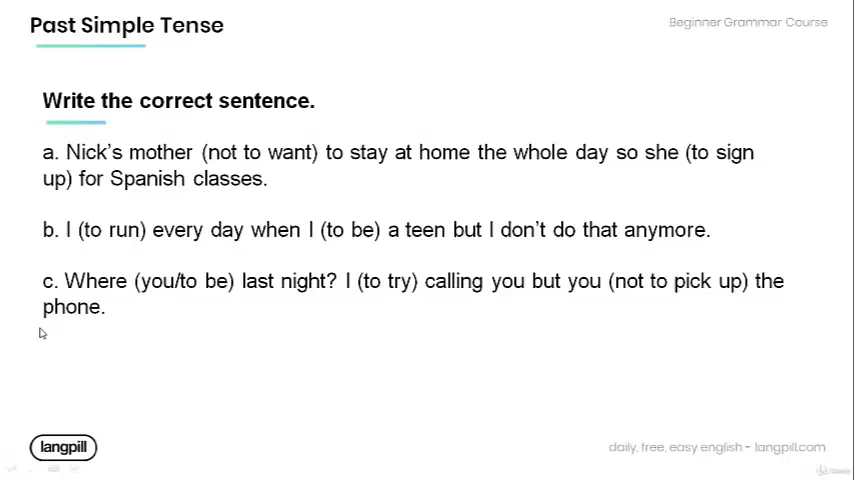 Past Simple Tense
Beginner Grammar Course
Write the correct sentence.
a. Nick's mother (not to want) to stay at home the whole day so she (to sign
up) for Spanish classes.
b. I (to run) every day when I (to be) a teen but I don't do that anymore.
c. Where (you/to be) last night? I (to try) calling you but you (not to pick up) the
phone.
langpill
daily, free, easy english - langpill.com